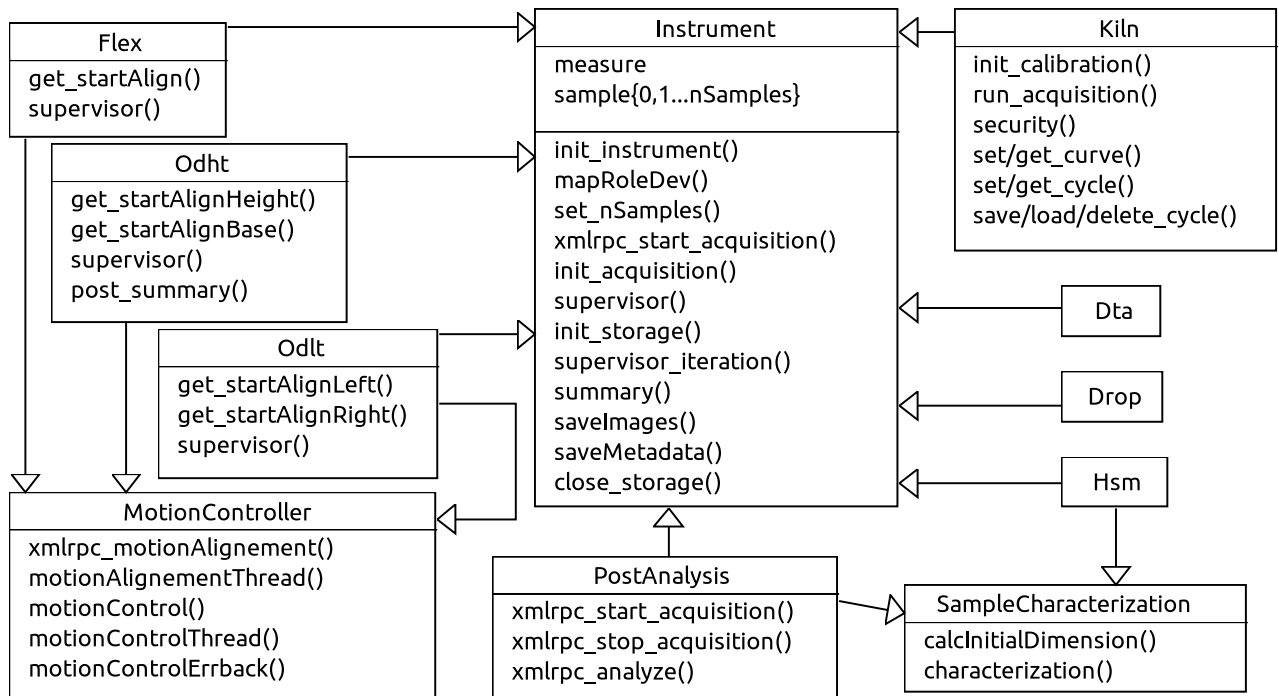 Flex
get_startAlign()
supervisor()
Odht
get_startAlignHeight()
get_startAlignBase()
supervisor()
post_summary()
Odlt
get_startAlignLeft()
get_startAlignRight()
supervisor()
MotionController
xmlrpc_motionAlignement()
motionAlignementThread()
motionControl()
motionControlThread()
motionControlErrback()
Instrument
measure
sample{0,1...nSamples}
init_instrument()
mapRoleDev()
set_nSamples()
xmlrpc_start_acquisition()
init_acquisition()
supervisor()
init_storage()
supervisor_iteration()
summary()
saveImages()
saveMetadata()
close_storage()
PostAnalysis
xmlrpc_start_acquisition()
xmlrpc_stop_acquisition()
xmlrpc_analyze()
Kiln
init_calibration()
run_acquisition()
security()
set/get_curve()
set/get_cycle()
save/load/delete_cycle()
Dta
Drop
Hsm
SampleCharacterization
calcInitialDimension()
characterization()